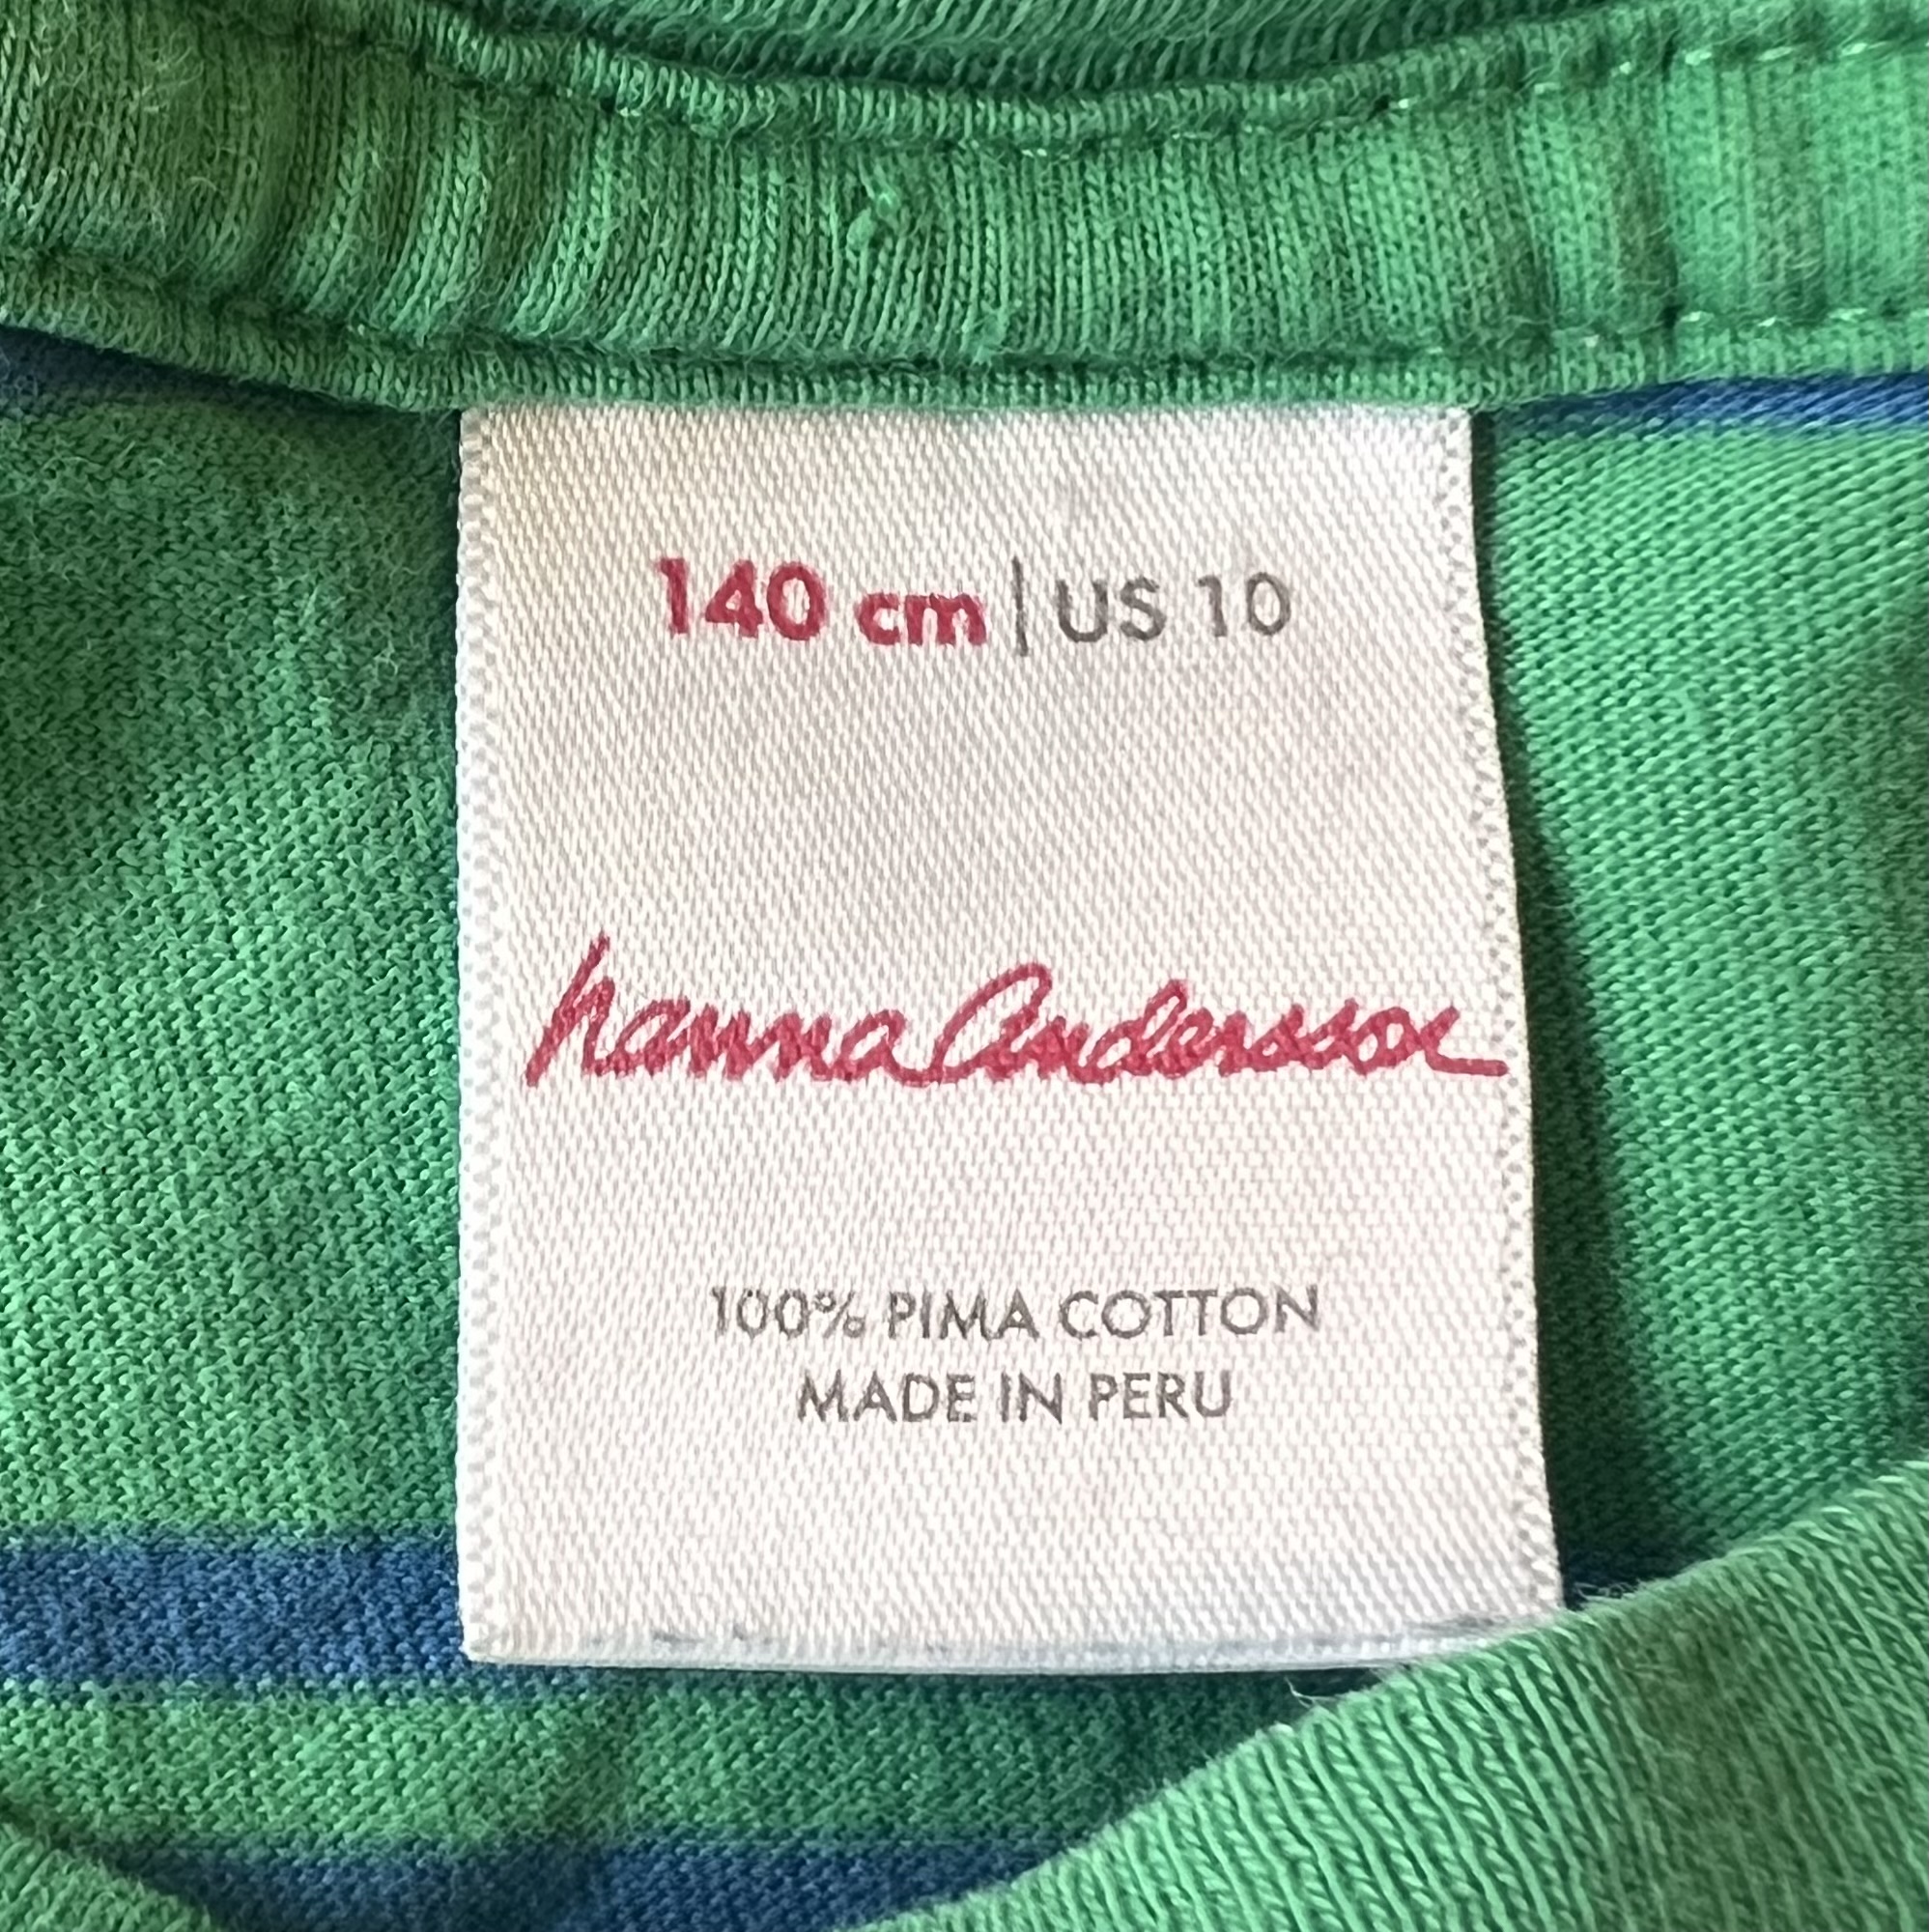 140 cm | US 10
hanna Andersson
100% PIMA COTTON
MADE IN PERU